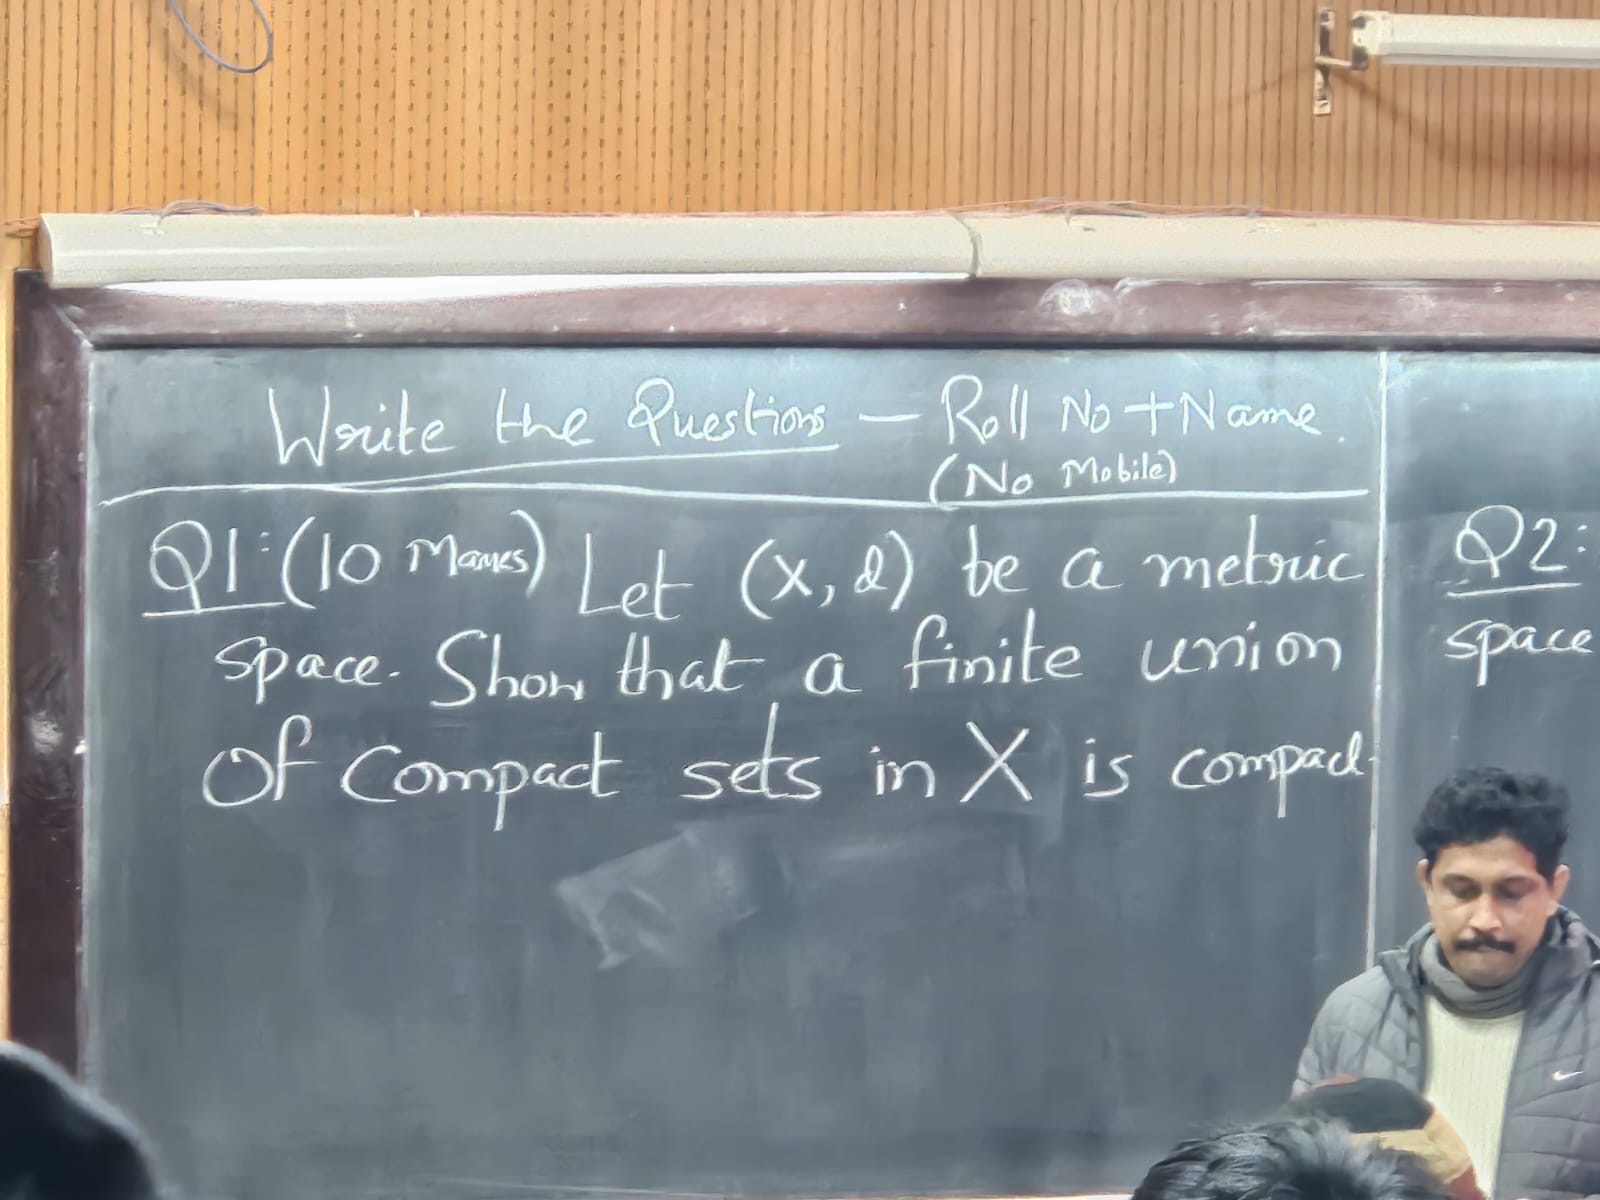 Write the Questions — Roll No + Name.
(No Mobile)
Q1: (10 Marks) Let (X, d) be a metric
space. Show that a finite union
of compact sets in X is compact.
Q2:
space